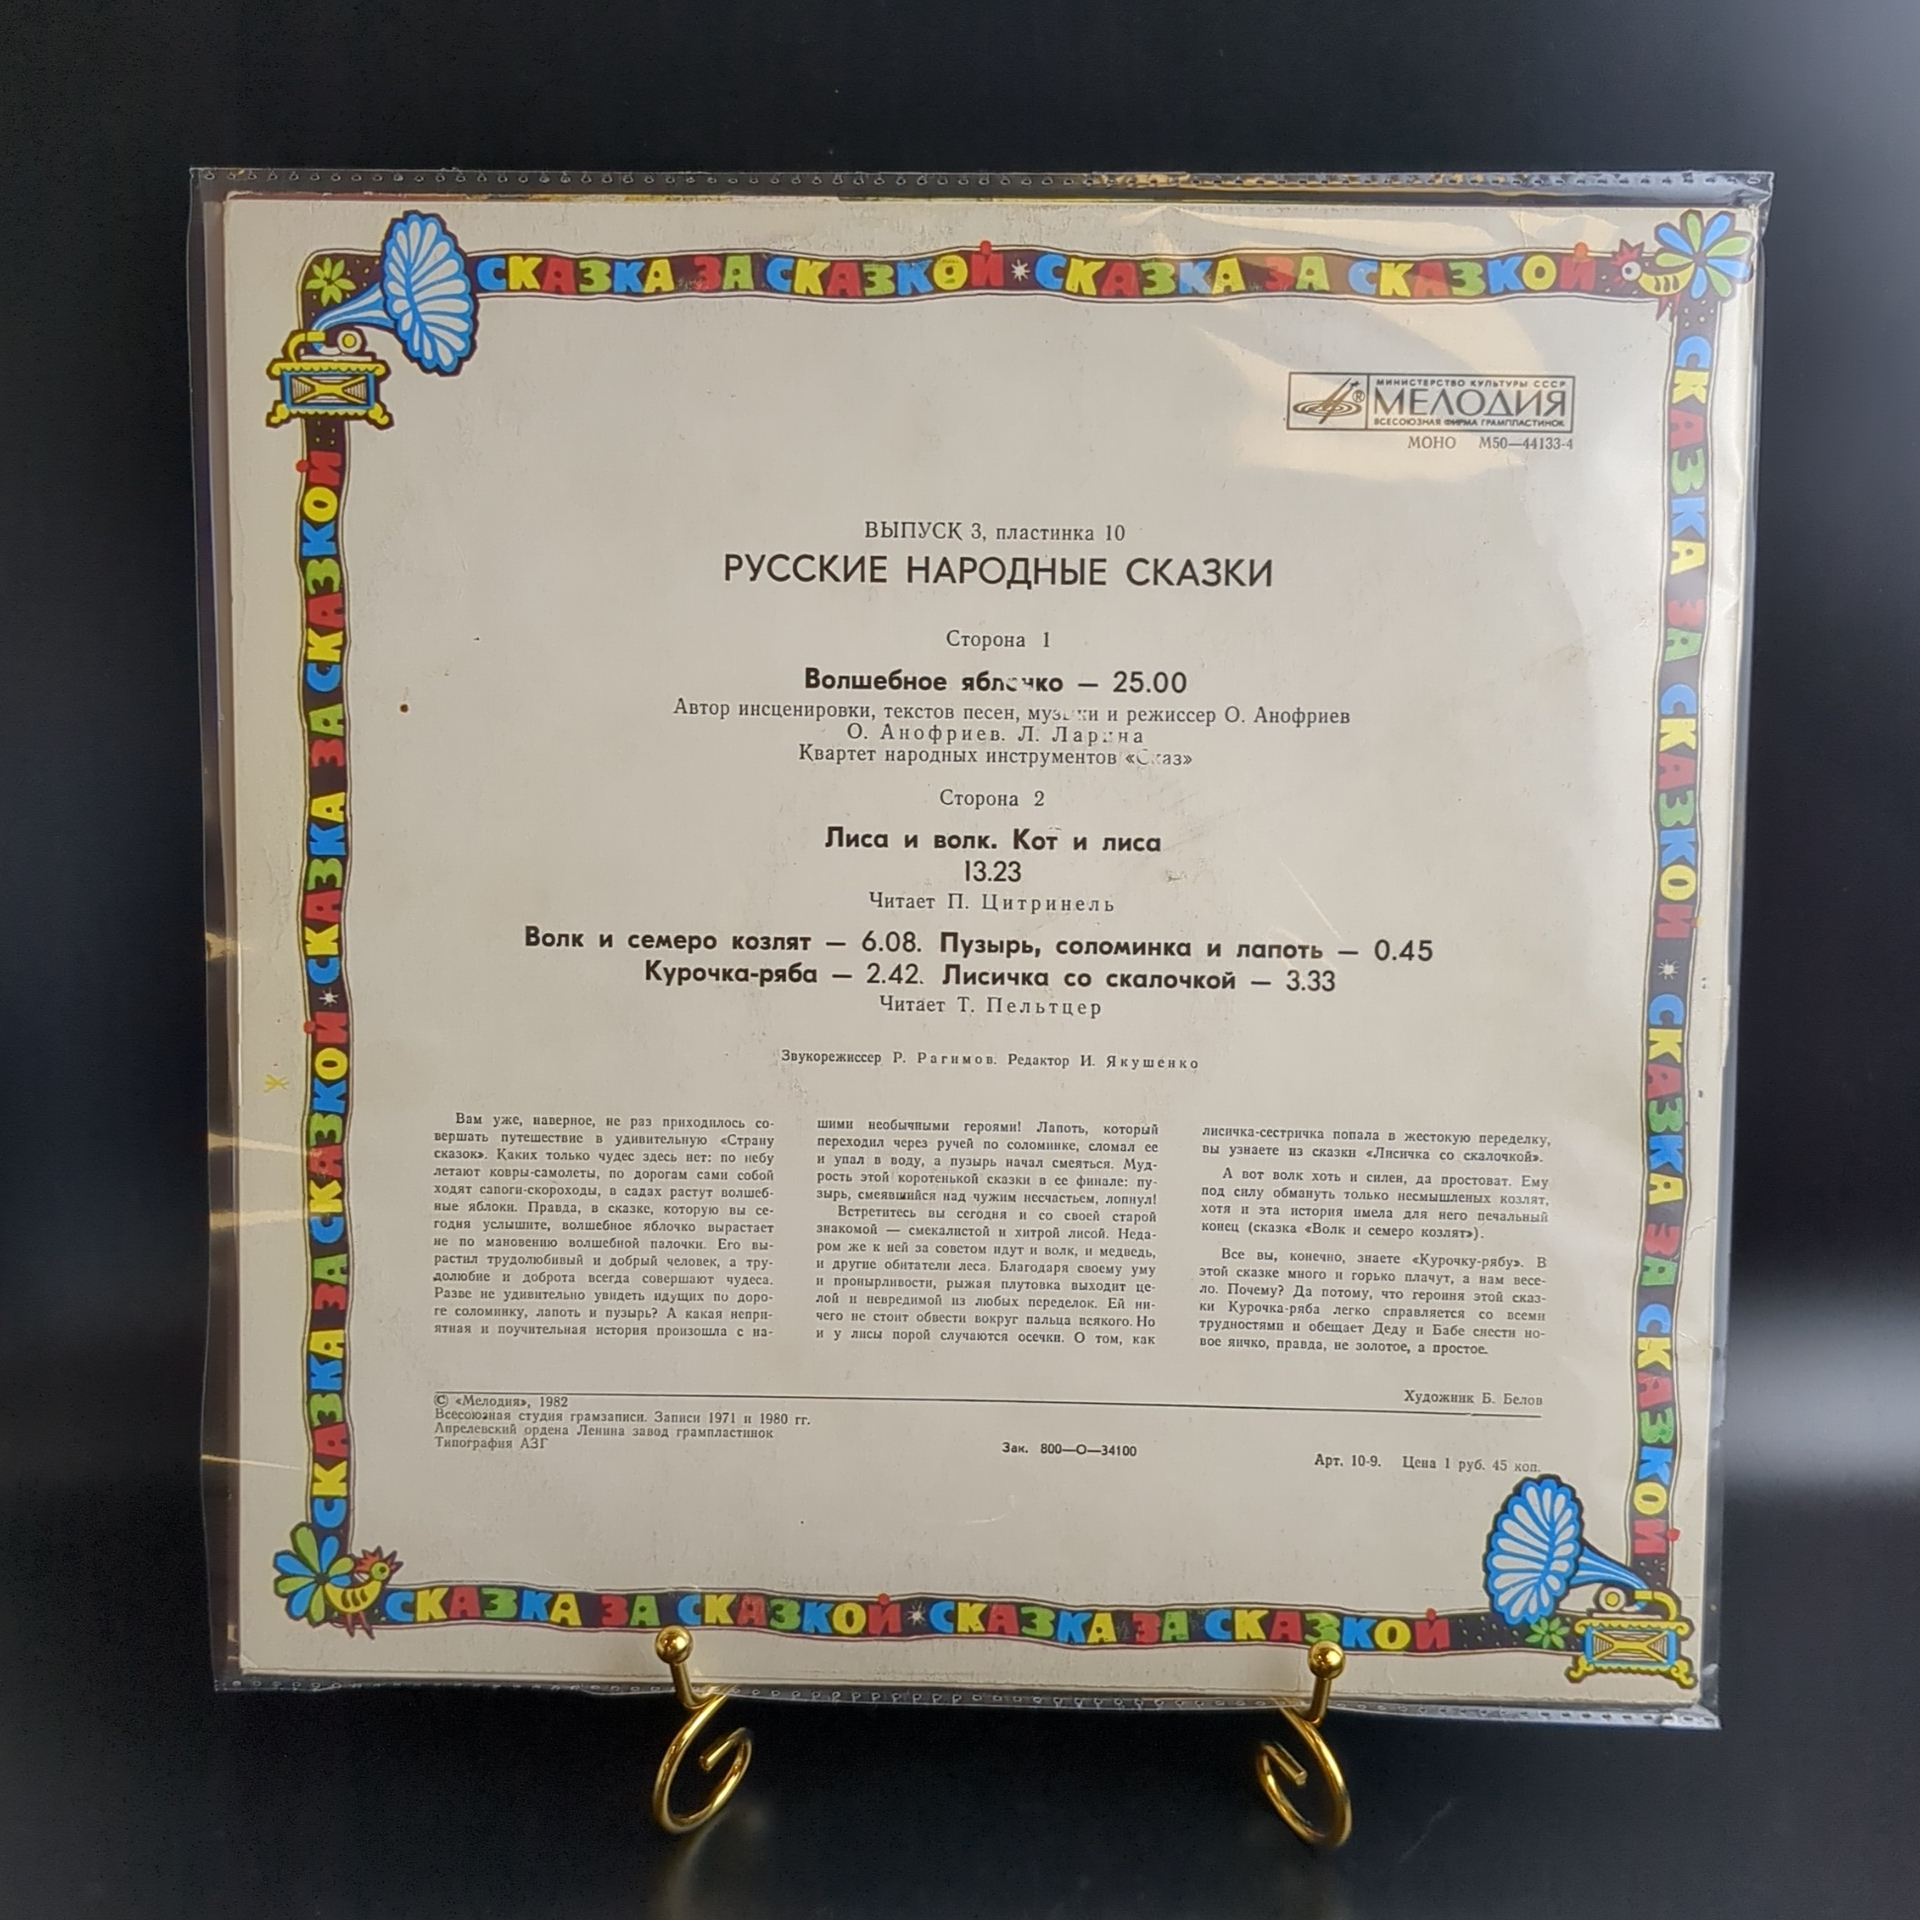 СКАЗКА ЗА СКАЗКОЙ * СКАЗКА ЗА СКАЗКОЙ
СКАЗКА ЗА СКАЗКОЙ * СКАЗКА ЗА СКАЗКОЙ
СКАЗКА ЗА СКАЗКОЙ * СКАЗКА ЗА СКАЗКОЙ
МИНИСТЕРСТВО КУЛЬТУРЫ СССР
МЕЛОДИЯ
ВСЕСОЮЗНАЯ ФИРМА ГРАМПЛАСТИНОК
МОНО М50—44133-4
ВЫПУСК 3, пластинка 10
РУССКИЕ НАРОДНЫЕ СКАЗКИ
Сторона 1
Волшебное яблочко — 25.00
Автор инсценировки, текстов песен, музыки и режиссер О. Анофриев
О. Анофриев. Л. Ларина
Квартет народных инструментов «Сказ»
Сторона 2
Лиса и волк. Кот и лиса
13.23
Читает П. Цитринель
Волк и семеро козлят — 6.08. Пузырь, соломинка и лапоть — 0.45
Курочка-ряба — 2.42. Лисичка со скалочкой — 3.33
Читает Т. Пельтцер
Звукорежиссер Р. Рагимов. Редактор И. Якушенко
Вам уже, наверное, не раз приходилось со-
вершать путешествие в удивительную «Страну
сказок». Каких только чудес здесь нет: по небу
летают ковры-самолеты, по дорогам сами собой
ходят сапоги-скороходы, в садах растут волшеб-
ные яблоки. Правда, в сказке, которую вы се-
годня услышите, волшебное яблочко вырастает
не по мановению волшебной палочки. Его вы-
растил трудолюбивый и добрый человек, а тру-
долюбие и доброта всегда совершают чудеса.
Разве не удивительно увидеть идущих по доро-
ге соломинку, лапоть и пузырь? А какая непри-
ятная и поучительная история произошла с на-
шими необычными героями! Лапоть, который
переходил через ручей по соломинке, сломал ее
и упал в воду, а пузырь начал смеяться. Муд-
рость этой коротенькой сказки в ее финале: пу-
зырь, смеявшийся над чужим несчастьем, лопнул!
Встретитесь вы сегодня и со своей старой
знакомой — смекалистой и хитрой лисой. Неда-
ром же к ней за советом идут и волк, и медведь,
и другие обитатели леса. Благодаря своему уму
и пронырливости, рыжая плутовка выходит це-
лой и невредимой из любых переделок. Ей ни-
чего не стоит обвести вокруг пальца всякого. Но
и у лисы порой случаются осечки. О том, как
лисичка-сестричка попала в жестокую переделку,
вы узнаете из сказки «Лисичка со скалочкой».
А вот волк хоть и силен, да простоват. Ему
под силу обмануть только несмышленых козлят,
хотя и эта история имела для него печальный
конец (сказка «Волк и семеро козлят»).
Все вы, конечно, знаете «Курочку-рябу». В
этой сказке много и горько плачут, а нам весе-
ло. Почему? Да потому, что героиня этой сказ-
ки Курочка-ряба легко справляется со всеми
трудностями и обещает Деду и Бабе снести но-
вое яичко, правда, не золотое, а простое.
Художник Б. Белов
© «Мелодия», 1982
Всесоюзная студия грамзаписи. Записи 1971 и 1980 гг.
Апрелевский ордена Ленина завод грампластинок
Типография АЗГ
Зак. 800—О—34100
Арт. 10-9. Цена 1 руб. 45 коп.
СКАЗКА ЗА СКАЗКОЙ * СКАЗКА ЗА СКАЗКОЙ